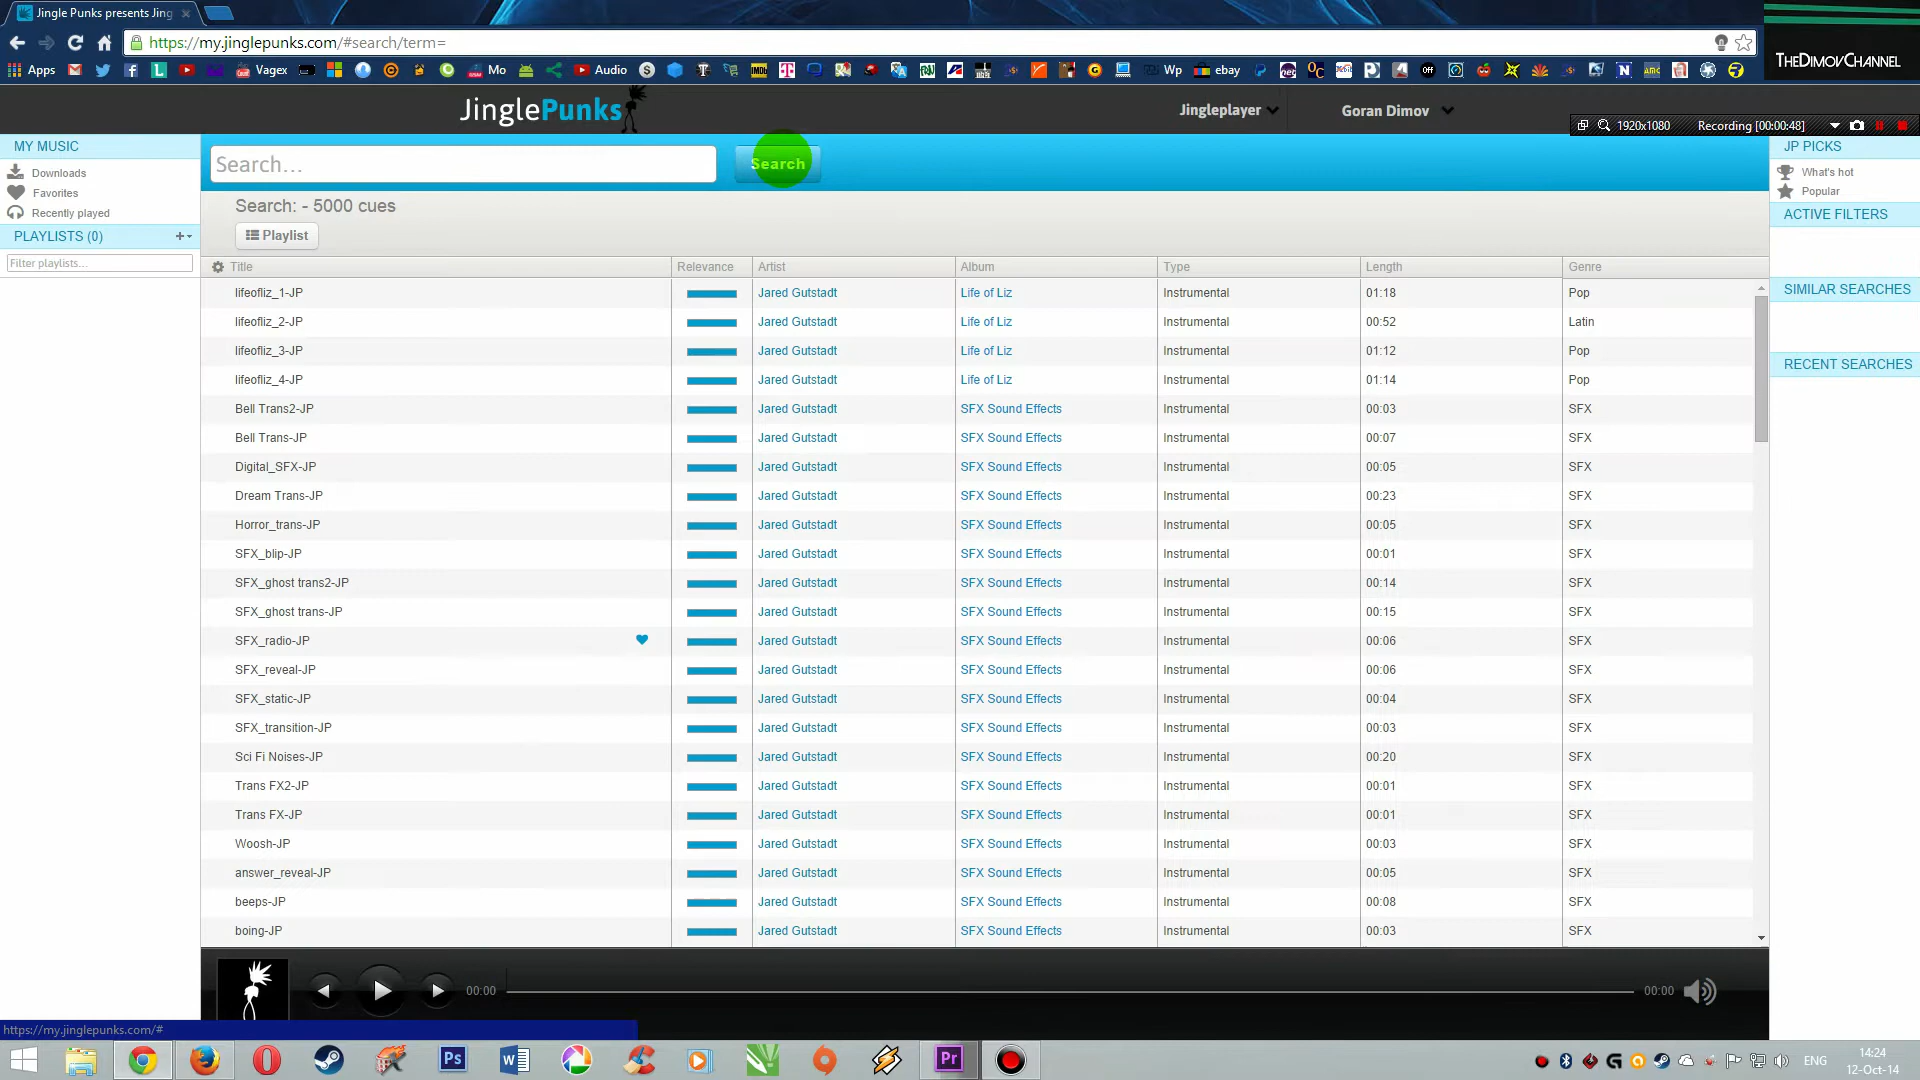 Jingle Punks presents Jing
https://my.jinglepunks.com/#search/term=
THEDIMOVCHANNEL
Apps Vagex Mo Audio Wp ebay
JinglePunks Jingleplayer Goran Dimov
1920x1080 Recording [00:00:48]
MY MUSIC
Downloads
Favorites
Recently played
PLAYLISTS (0)
Filter playlists...
Search... Search
Search: - 5000 cues
Playlist
JP PICKS
What's hot
Popular
ACTIVE FILTERS
SIMILAR SEARCHES
RECENT SEARCHES
Title Relevance Artist Album Type Length Genre
lifeofliz_1-JP Jared Gutstadt Life of Liz Instrumental 01:18 Pop
lifeofliz_2-JP Jared Gutstadt Life of Liz Instrumental 00:52 Latin
lifeofliz_3-JP Jared Gutstadt Life of Liz Instrumental 01:12 Pop
lifeofliz_4-JP Jared Gutstadt Life of Liz Instrumental 01:14 Pop
Bell Trans2-JP Jared Gutstadt SFX Sound Effects Instrumental 00:03 SFX
Bell Trans-JP Jared Gutstadt SFX Sound Effects Instrumental 00:07 SFX
Digital_SFX-JP Jared Gutstadt SFX Sound Effects Instrumental 00:05 SFX
Dream Trans-JP Jared Gutstadt SFX Sound Effects Instrumental 00:23 SFX
Horror_trans-JP Jared Gutstadt SFX Sound Effects Instrumental 00:05 SFX
SFX_blip-JP Jared Gutstadt SFX Sound Effects Instrumental 00:01 SFX
SFX_ghost trans2-JP Jared Gutstadt SFX Sound Effects Instrumental 00:14 SFX
SFX_ghost trans-JP Jared Gutstadt SFX Sound Effects Instrumental 00:15 SFX
SFX_radio-JP Jared Gutstadt SFX Sound Effects Instrumental 00:06 SFX
SFX_reveal-JP Jared Gutstadt SFX Sound Effects Instrumental 00:06 SFX
SFX_static-JP Jared Gutstadt SFX Sound Effects Instrumental 00:04 SFX
SFX_transition-JP Jared Gutstadt SFX Sound Effects Instrumental 00:03 SFX
Sci Fi Noises-JP Jared Gutstadt SFX Sound Effects Instrumental 00:20 SFX
Trans FX2-JP Jared Gutstadt SFX Sound Effects Instrumental 00:01 SFX
Trans FX-JP Jared Gutstadt SFX Sound Effects Instrumental 00:01 SFX
Woosh-JP Jared Gutstadt SFX Sound Effects Instrumental 00:03 SFX
answer_reveal-JP Jared Gutstadt SFX Sound Effects Instrumental 00:05 SFX
beeps-JP Jared Gutstadt SFX Sound Effects Instrumental 00:08 SFX
boing-JP Jared Gutstadt SFX Sound Effects Instrumental 00:03 SFX
00:00 00:00
https://my.jinglepunks.com/#
Ps Pr ENG 14:24
12-Oct-14